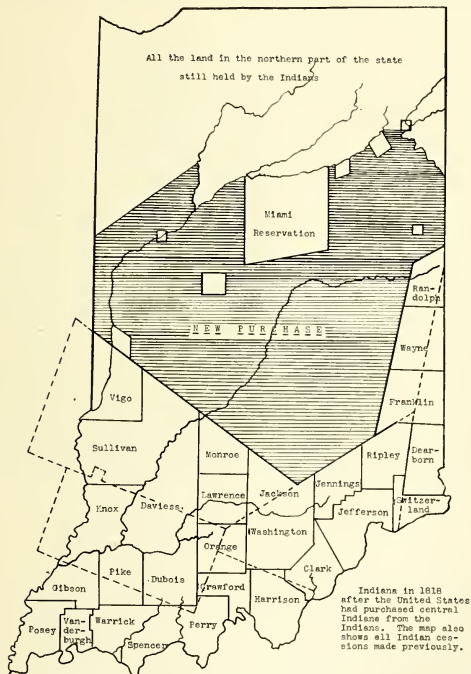 All the land in the northern part of the state
still held by the Indians
Miami
Reservation
NEW PURCHASE
Ran-
dolph
Wayne
Franklin
Vigo
Sullivan
Monroe
Ripley
Dear-
born
Jennings
Lawrence
Jackson
Knox
Daviess
Switzer-
land
Jefferson
Washington
Orange
Clark
Pike
Dubois
Gibson
Crawford
Harrison
Posey
Van-
der-
burgh
Warrick
Perry
Spencer
Indiana in 1818
after the United States
had purchased central
Indiana from the
Indians. The map also
shows all Indian ces-
sions made previously.